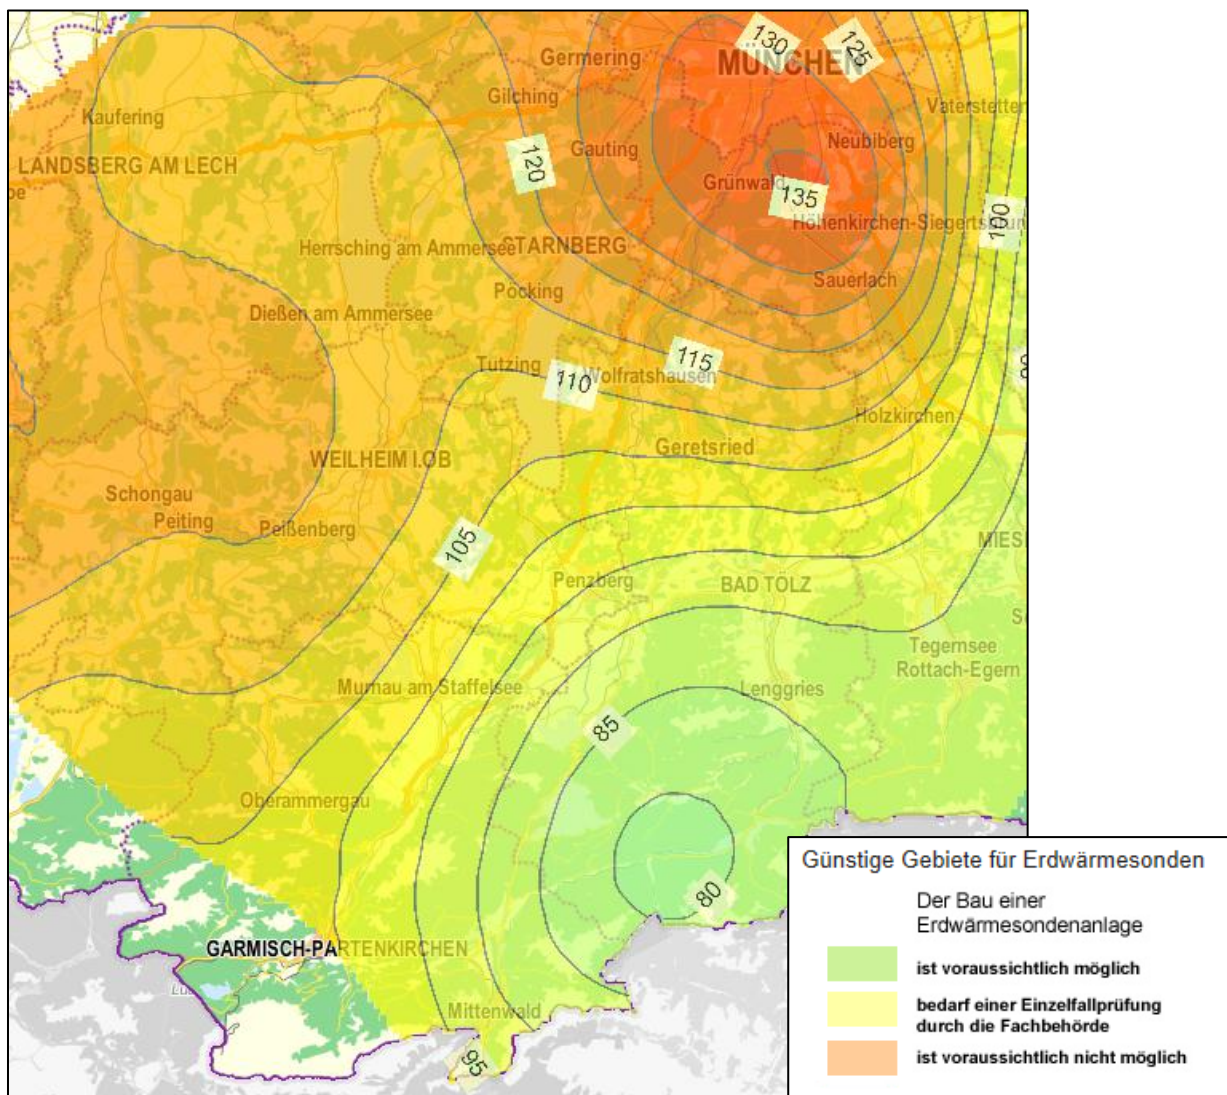 130
125
MÜNCHEN
Germering
Gilching
Vaterstetten
Kaufering
Neubiberg
Gauting
120
LANDSBERG AM LECH
Grünwald
135
100
Höhenkirchen-Siegertsbrun
Herrsching am Ammersee
STARNBERG
Sauerlach
Pöcking
Dießen am Ammersee
115
Tutzing
110
Wolfratshausen
Holzkirchen
Geretsried
WEILHEIM I.OB
Schongau
Peiting
Peißenberg
105
MIES
Penzberg
BAD TÖLZ
Tegernsee
Rottach-Egern
Murnau am Staffelsee
Lenggries
85
Oberammergau
80
GARMISCH-PARTENKIRCHEN
Mittenwald
95
Günstige Gebiete für Erdwärmesonden
Der Bau einer
Erdwärmesondenanlage
ist voraussichtlich möglich
bedarf einer Einzelfallprüfung
durch die Fachbehörde
ist voraussichtlich nicht möglich